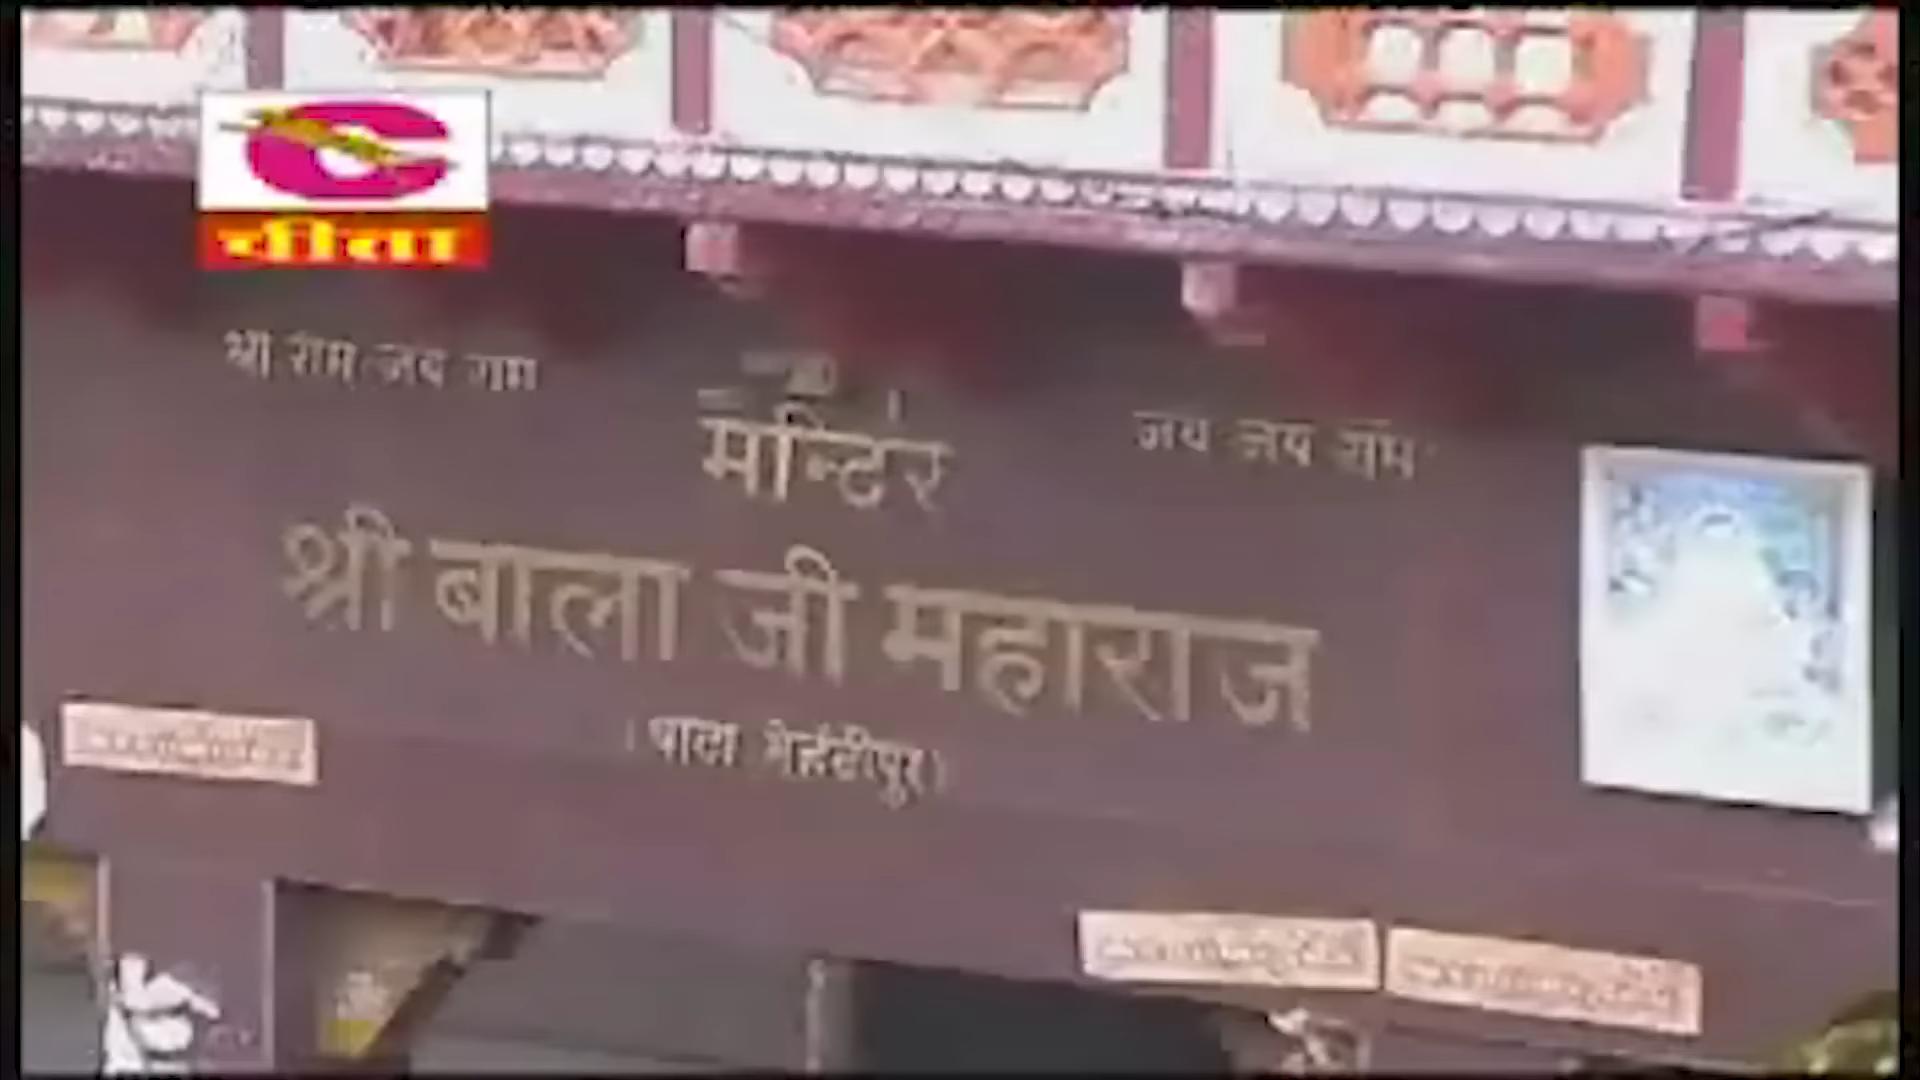 चीता
श्री राम जय राम
जय जय राम
मन्दिर
श्री बाला जी महाराज
(घाटा मेहंदीपुर)